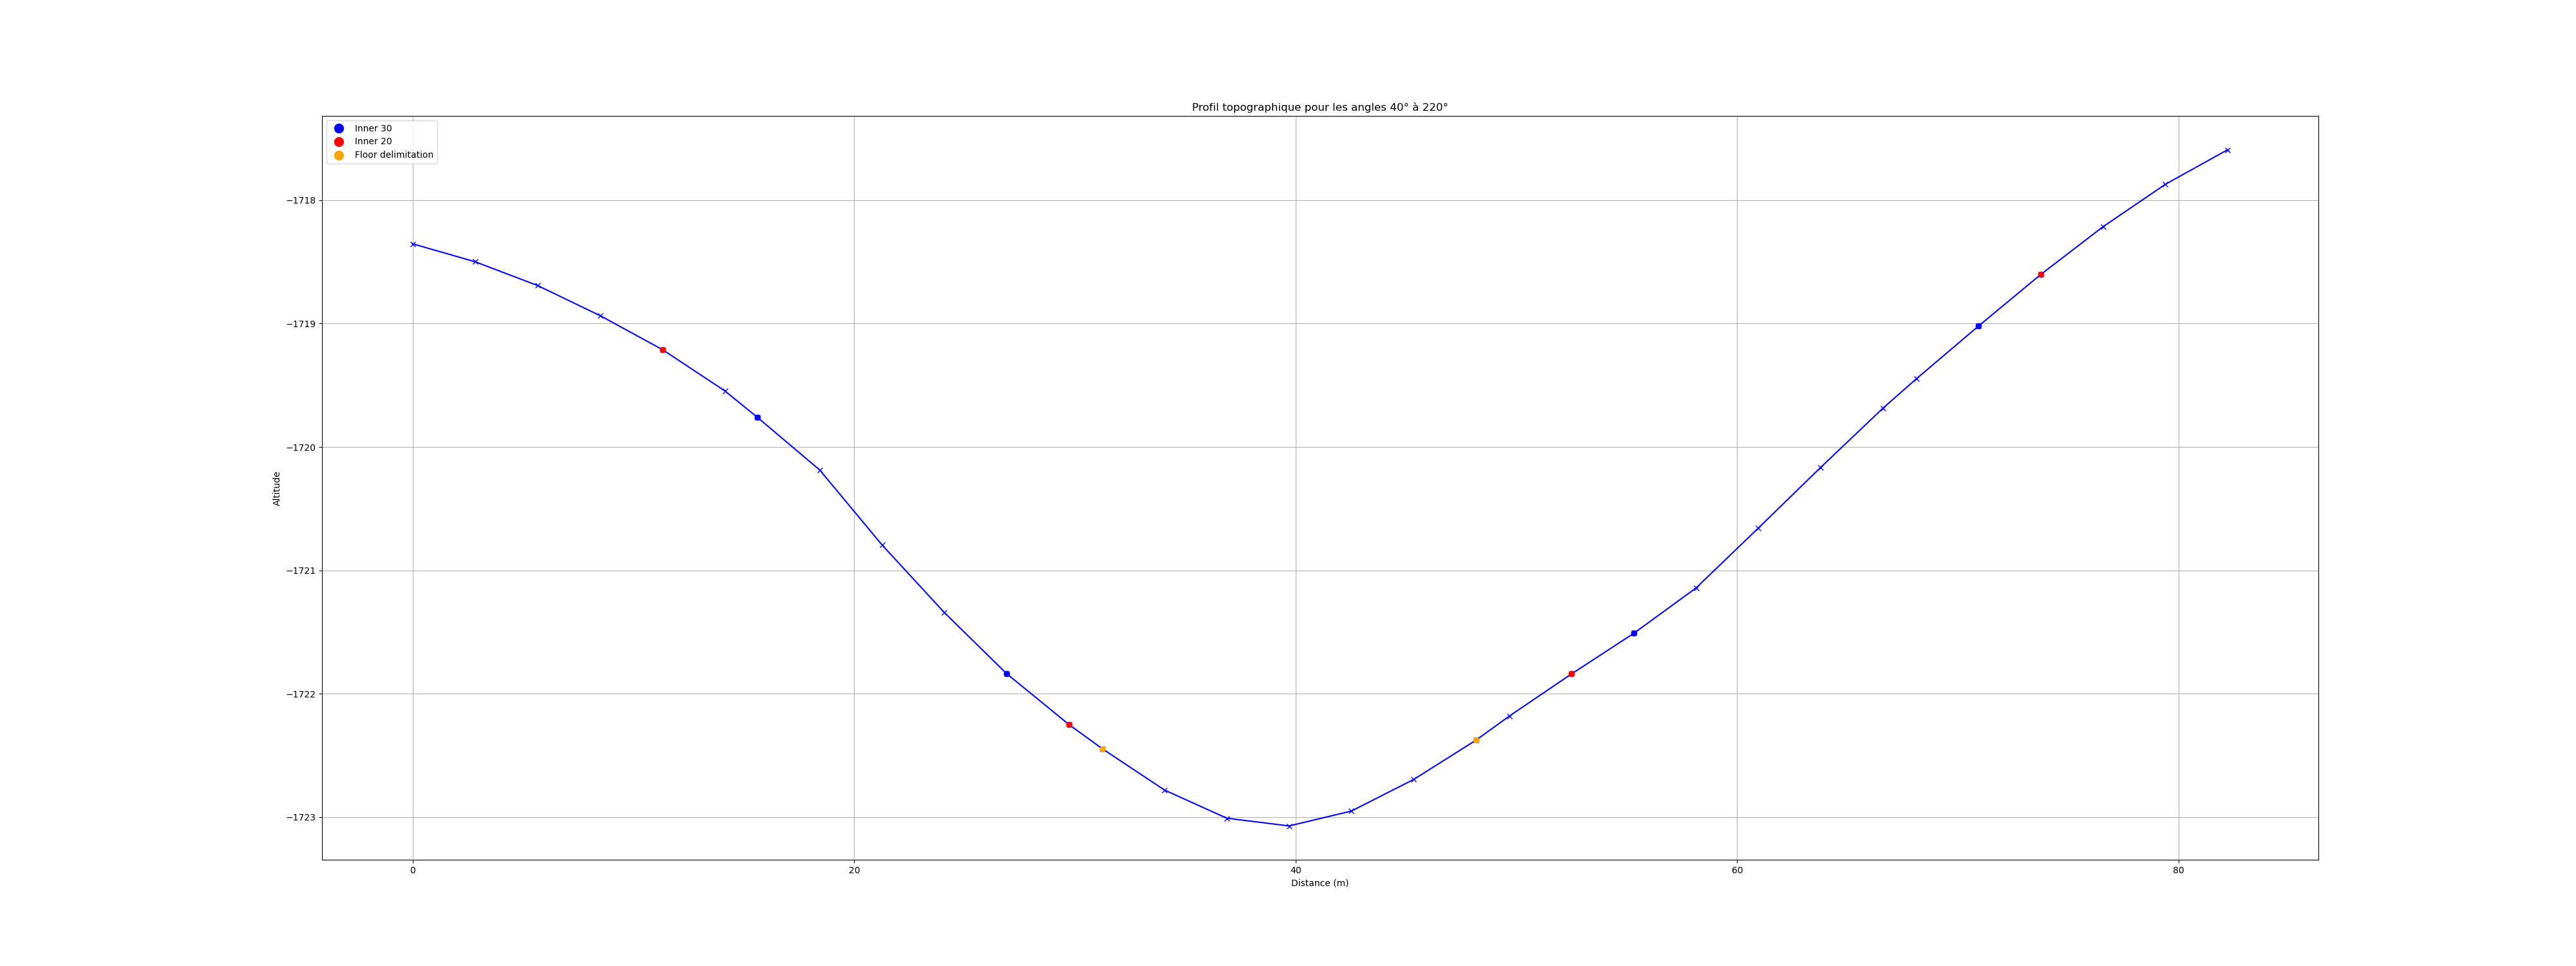 Profil topographique pour les angles 40° à 220°
Inner 30
Inner 20
Floor delimitation
−1718
−1719
−1720
−1721
−1722
−1723
Altitude
0 20 40 60 80
Distance (m)